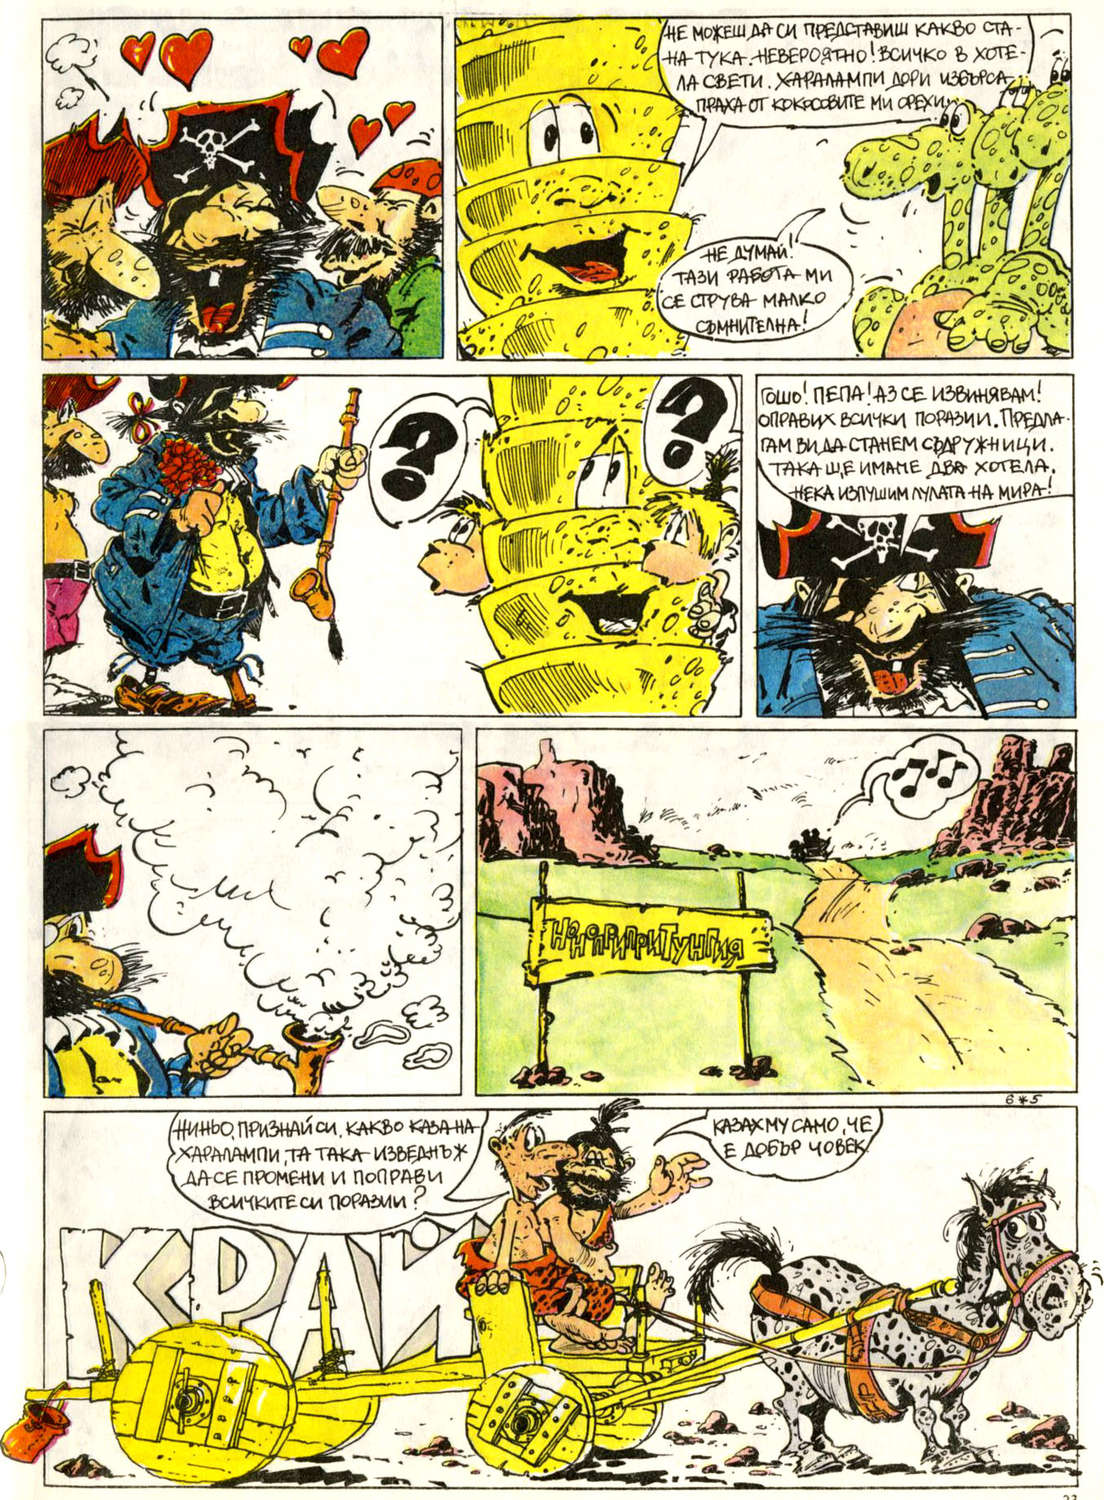 НЕ МОЖЕШ ДА СИ ПРЕДСТАВИШ КАКВО СТА-
НА ТУКА. НЕВЕРОЯТНО! ВСИЧКО В ХОТЕ-
ЛА СВЕТИ. ХАРАЛАМПИ ДОРИ ИЗБЪРСА
ПРАХА ОТ КОКОСОВИТЕ МИ ОРЕХИ...
НЕ ДУМАЙ!
ТАЗИ РАБОТА МИ
СЕ СТРУВА МАЛКО
СЪМНИТЕЛНА!
?
?
ГОШО! ПЕПА! АЗ СЕ ИЗВИНЯВАМ!
ОПРАВИХ ВСИЧКИ ПОРАЗИИ. ПРЕДЛА-
ГАМ ВИ ДА СТАНЕМ СЪДРУЖНИЦИ.
ТАКА ЩЕ ИМАМЕ ДВА ХОТЕЛА.
НЕКА ИЗПУШИМ ЛУЛАТА НА МИРА!
НОНОПРИПРИТУНГИЯ
6*5
НИНЬО, ПРИЗНАЙ СИ, КАКВО КАЗА НА
ХАРАЛАМПИ, ТА ТАКА ИЗВЕДНЪЖ
ДА СЕ ПРОМЕНИ И ПОПРАВИ
ВСИЧКИТЕ СИ ПОРАЗИИ?
КАЗАХ МУ САМО, ЧЕ
Е ДОБЪР ЧОВЕК
КРАЙ